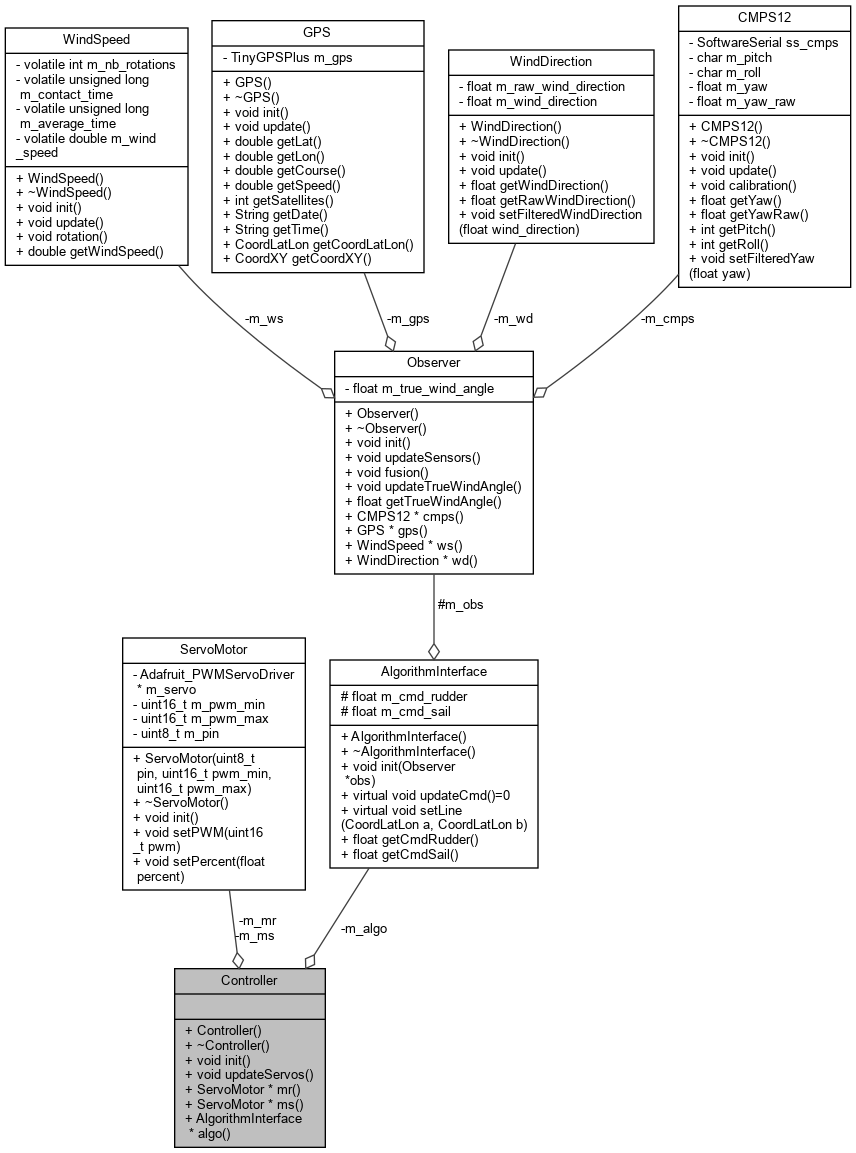 WindSpeed
- volatile int m_nb_rotations
- volatile unsigned long
m_contact_time
- volatile unsigned long
m_average_time
- volatile double m_wind
_speed
+ WindSpeed()
+ ~WindSpeed()
+ void init()
+ void update()
+ void rotation()
+ double getWindSpeed()
GPS
- TinyGPSPlus m_gps
+ GPS()
+ ~GPS()
+ void init()
+ void update()
+ double getLat()
+ double getLon()
+ double getCourse()
+ double getSpeed()
+ int getSatellites()
+ String getDate()
+ String getTime()
+ CoordLatLon getCoordLatLon()
+ CoordXY getCoordXY()
WindDirection
- float m_raw_wind_direction
- float m_wind_direction
+ WindDirection()
+ ~WindDirection()
+ void init()
+ void update()
+ float getWindDirection()
+ float getRawWindDirection()
+ void setFilteredWindDirection
(float wind_direction)
CMPS12
- SoftwareSerial ss_cmps
- char m_pitch
- char m_roll
- float m_yaw
- float m_yaw_raw
+ CMPS12()
+ ~CMPS12()
+ void init()
+ void update()
+ void calibration()
+ float getYaw()
+ float getYawRaw()
+ int getPitch()
+ int getRoll()
+ void setFilteredYaw
(float yaw)
-m_ws
-m_gps
-m_wd
-m_cmps
Observer
- float m_true_wind_angle
+ Observer()
+ ~Observer()
+ void init()
+ void updateSensors()
+ void fusion()
+ void updateTrueWindAngle()
+ float getTrueWindAngle()
+ CMPS12 * cmps()
+ GPS * gps()
+ WindSpeed * ws()
+ WindDirection * wd()
#m_obs
ServoMotor
- Adafruit_PWMServoDriver
* m_servo
- uint16_t m_pwm_min
- uint16_t m_pwm_max
- uint8_t m_pin
+ ServoMotor(uint8_t
pin, uint16_t pwm_min,
uint16_t pwm_max)
+ ~ServoMotor()
+ void init()
+ void setPWM(uint16
_t pwm)
+ void setPercent(float
percent)
AlgorithmInterface
# float m_cmd_rudder
# float m_cmd_sail
+ AlgorithmInterface()
+ ~AlgorithmInterface()
+ void init(Observer
*obs)
+ virtual void updateCmd()=0
+ virtual void setLine
(CoordLatLon a, CoordLatLon b)
+ float getCmdRudder()
+ float getCmdSail()
-m_mr
-m_ms
-m_algo
Controller
+ Controller()
+ ~Controller()
+ void init()
+ void updateServos()
+ ServoMotor * mr()
+ ServoMotor * ms()
+ AlgorithmInterface
* algo()